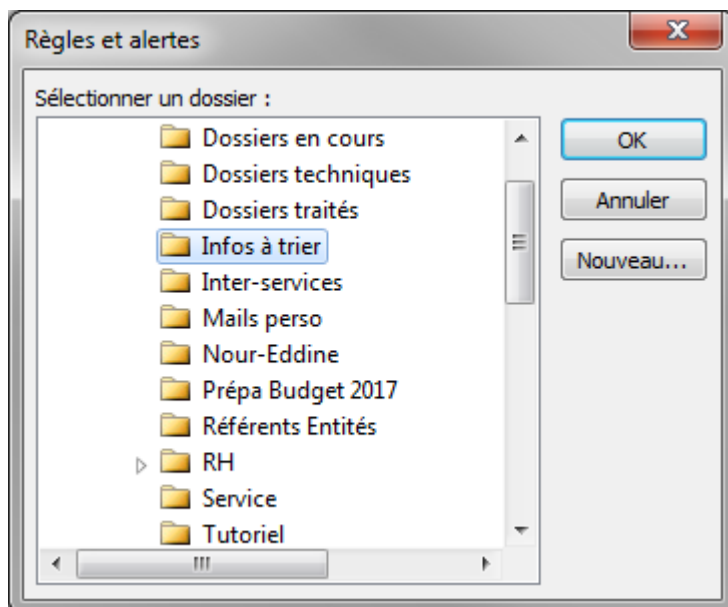 Règles et alertes
Sélectionner un dossier :
Dossiers en cours
Dossiers techniques
Dossiers traités
Infos à trier
Inter-services
Mails perso
Nour-Eddine
Prépa Budget 2017
Référents Entités
RH
Service
Tutoriel
OK
Annuler
Nouveau...